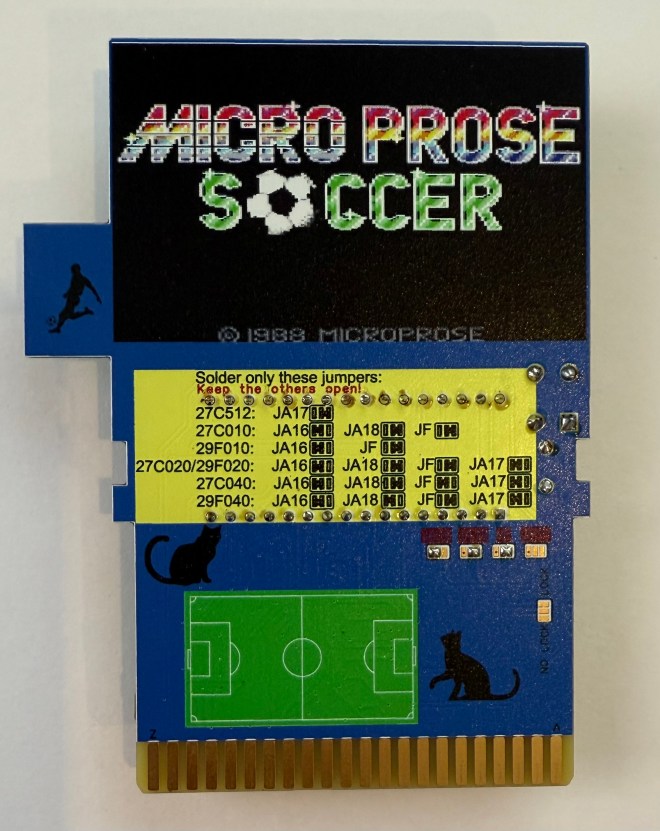 MICRO PROSE
SOCCER
© 1988 MICROPROSE
Solder only these jumpers:
Keep the others open!
27C512: JA17
27C010: JA16 JA18 JF
29F010: JA16 JF
27C020/29F020: JA16 JA18 JF JA17
27C040: JA16 JA18 JF JA17
29F040: JA16 JA18 JF JA17
Z A